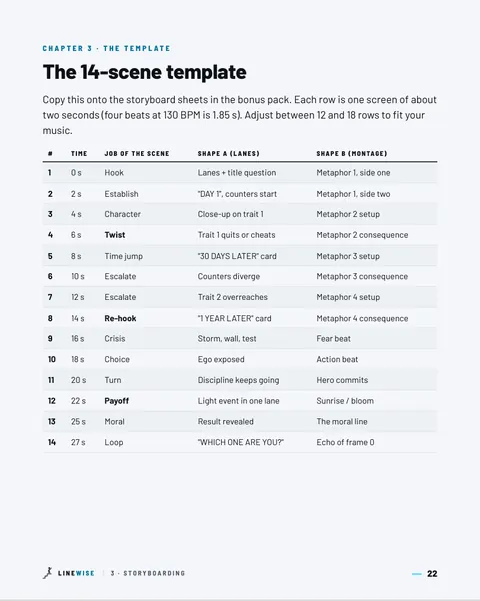 CHAPTER 3 · THE TEMPLATE
The 14-scene template
Copy this onto the storyboard sheets in the bonus pack. Each row is one screen of about
two seconds (four beats at 130 BPM is 1.85 s). Adjust between 12 and 18 rows to fit your
music.
# TIME JOB OF THE SCENE SHAPE A (LANES) SHAPE B (MONTAGE)
1 0 s Hook Lanes + title question Metaphor 1, side one
2 2 s Establish "DAY 1", counters start Metaphor 1, side two
3 4 s Character Close-up on trait 1 Metaphor 2 setup
4 6 s Twist Trait 1 quits or cheats Metaphor 2 consequence
5 8 s Time jump "30 DAYS LATER" card Metaphor 3 setup
6 10 s Escalate Counters diverge Metaphor 3 consequence
7 12 s Escalate Trait 2 overreaches Metaphor 4 setup
8 14 s Re-hook "1 YEAR LATER" card Metaphor 4 consequence
9 16 s Crisis Storm, wall, test Fear beat
10 18 s Choice Ego exposed Action beat
11 20 s Turn Discipline keeps going Hero commits
12 22 s Payoff Light event in one lane Sunrise / bloom
13 25 s Moral Result revealed The moral line
14 27 s Loop "WHICH ONE ARE YOU?" Echo of frame 0
LINEWISE | 3 · STORYBOARDING 22